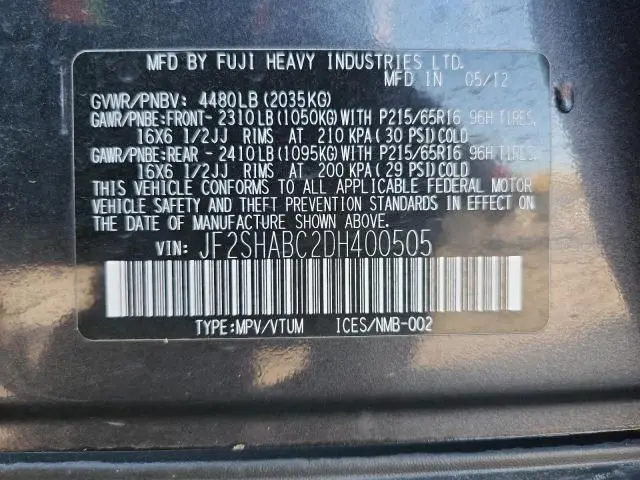 MFD BY FUJI HEAVY INDUSTRIES LTD.
MFD IN 05/12
GVWR/PNBV: 4480LB(2035KG)
GAWR/PNBE:FRONT- 2310LB(1050KG)WITH P215/65R16 96H TIRES,
16X6 1/2JJ RIMS AT 210 KPA( 30 PSI)COLD
GAWR/PNBE:REAR - 2410LB(1095KG)WITH P215/65R16 96H TIRES,
16X6 1/2JJ RIMS AT 200 KPA( 29 PSI)COLD
THIS VEHICLE CONFORMS TO ALL APPLICABLE FEDERAL MOTOR
VEHICLE SAFETY AND THEFT PREVENTION STANDARDS IN EFFECT ON THE
DATE OF MANUFACTURE SHOWN ABOVE.
VIN: JF2SHABC2DH400505
TYPE:MPV/VTUM ICES/NMB-002